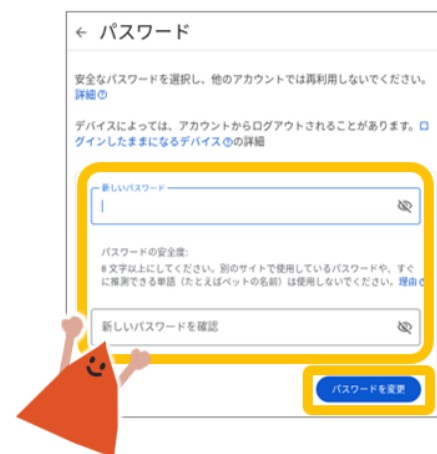 ← パスワード
安全なパスワードを選択し、他のアカウントでは再利用しないでください。
詳細
デバイスによっては、アカウントからログアウトされることがあります。ロ
グインしたままになるデバイスの詳細
新しいパスワード
パスワードの安全度:
8 文字以上にしてください。別のサイトで使用しているパスワードや、すぐ
に推測できる単語（たとえばペットの名前）は使用しないでください。理由
新しいパスワードを確認
パスワードを変更